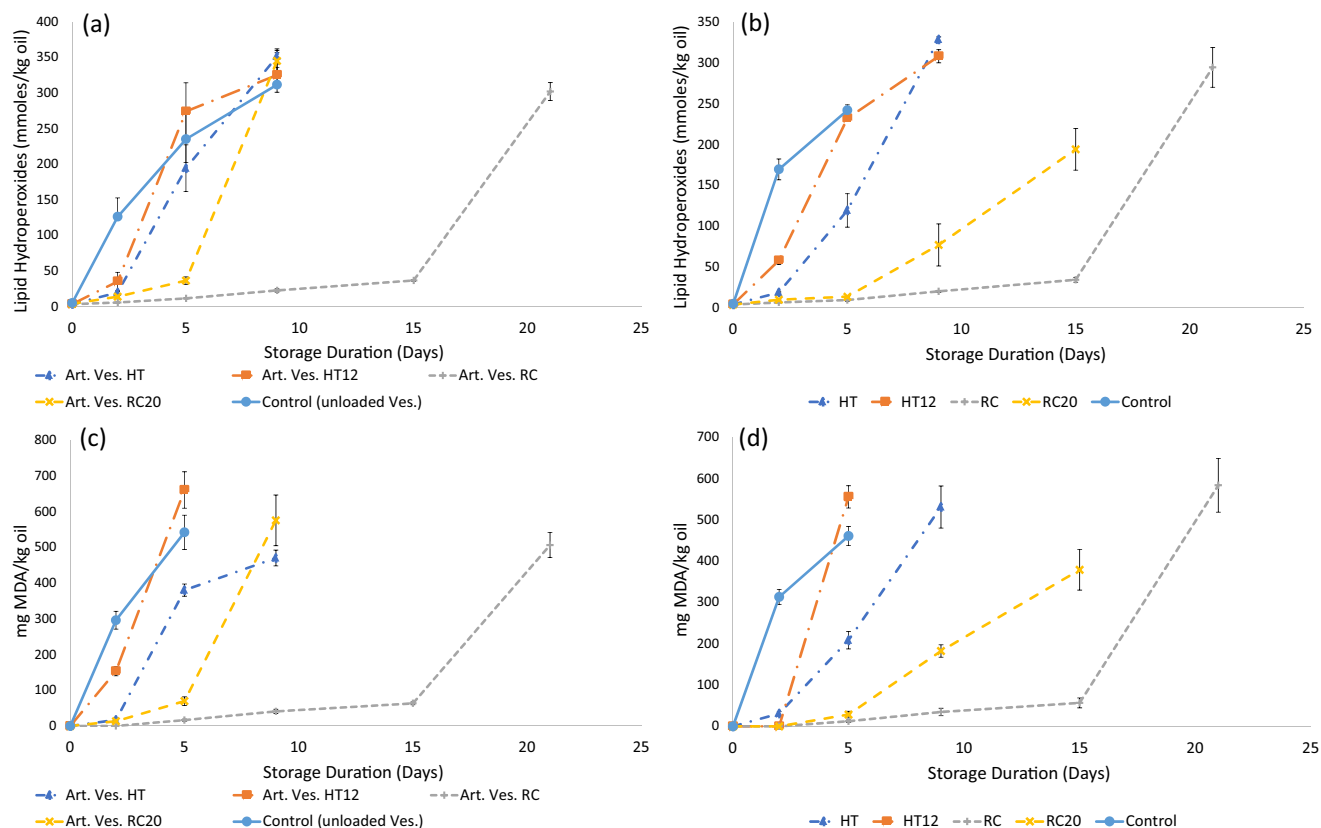 (a)
Lipid Hydroperoxides (mmoles/kg oil)
400
350
300
250
200
150
100
50
0
0 5 10 15 20 25
Storage Duration (Days)
Art. Ves. HT Art. Ves. HT12 Art. Ves. RC
Art. Ves. RC20 Control (unloaded Ves.)
(b)
Lipid Hydroperoxides (mmoles/kg oil)
350
300
250
200
150
100
50
0
0 5 10 15 20 25
Storage Duration (Days)
HT HT12 RC RC20 Control
(c)
mg MDA/kg oil
800
700
600
500
400
300
200
100
0
0 5 10 15 20 25
Storage Duration (Days)
Art. Ves. HT Art. Ves. HT12 Art. Ves. RC
Art. Ves. RC20 Control (unloaded Ves.)
(d)
mg MDA/kg oil
700
600
500
400
300
200
100
0
0 5 10 15 20 25
Storage Duration (Days)
HT HT12 RC RC20 Control